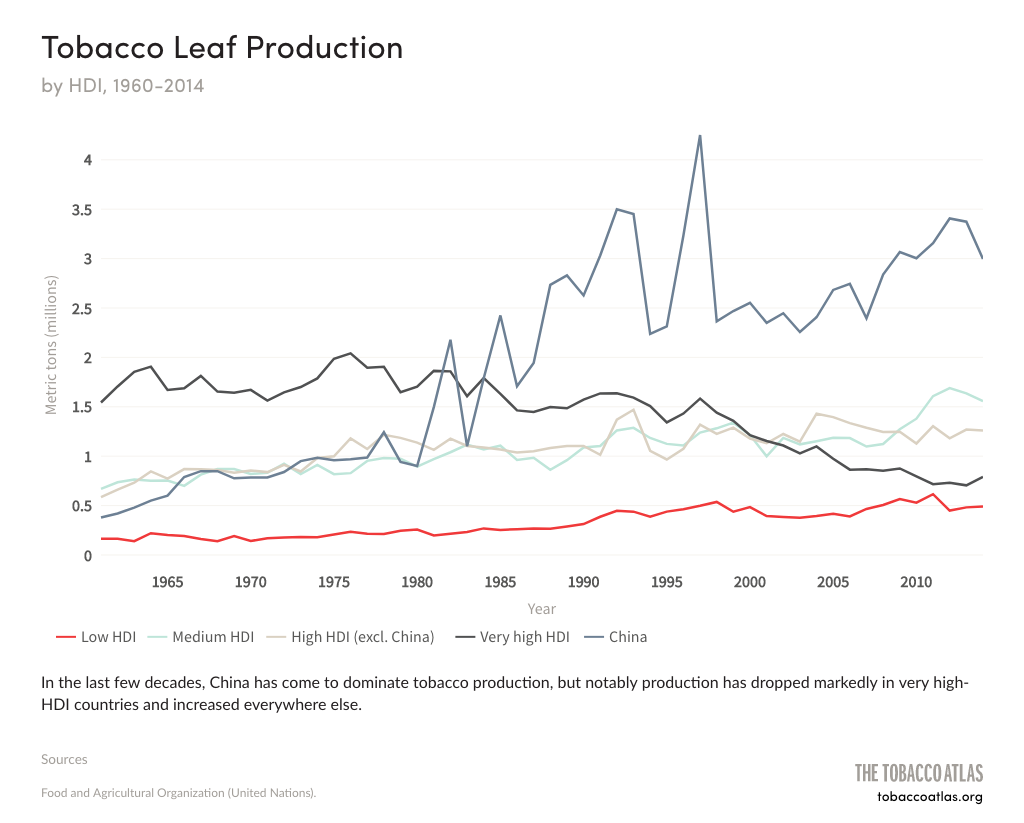 Tobacco Leaf Production
by HDI, 1960–2014
Metric tons (millions)
4
3.5
3
2.5
2
1.5
1
0.5
0
1965 1970 1975 1980 1985 1990 1995 2000 2005 2010
Year
Low HDI Medium HDI High HDI (excl. China) Very high HDI China
In the last few decades, China has come to dominate tobacco production, but notably production has dropped markedly in very high-
HDI countries and increased everywhere else.
Sources
Food and Agricultural Organization (United Nations).
THE TOBACCO ATLAS
tobaccoatlas.org